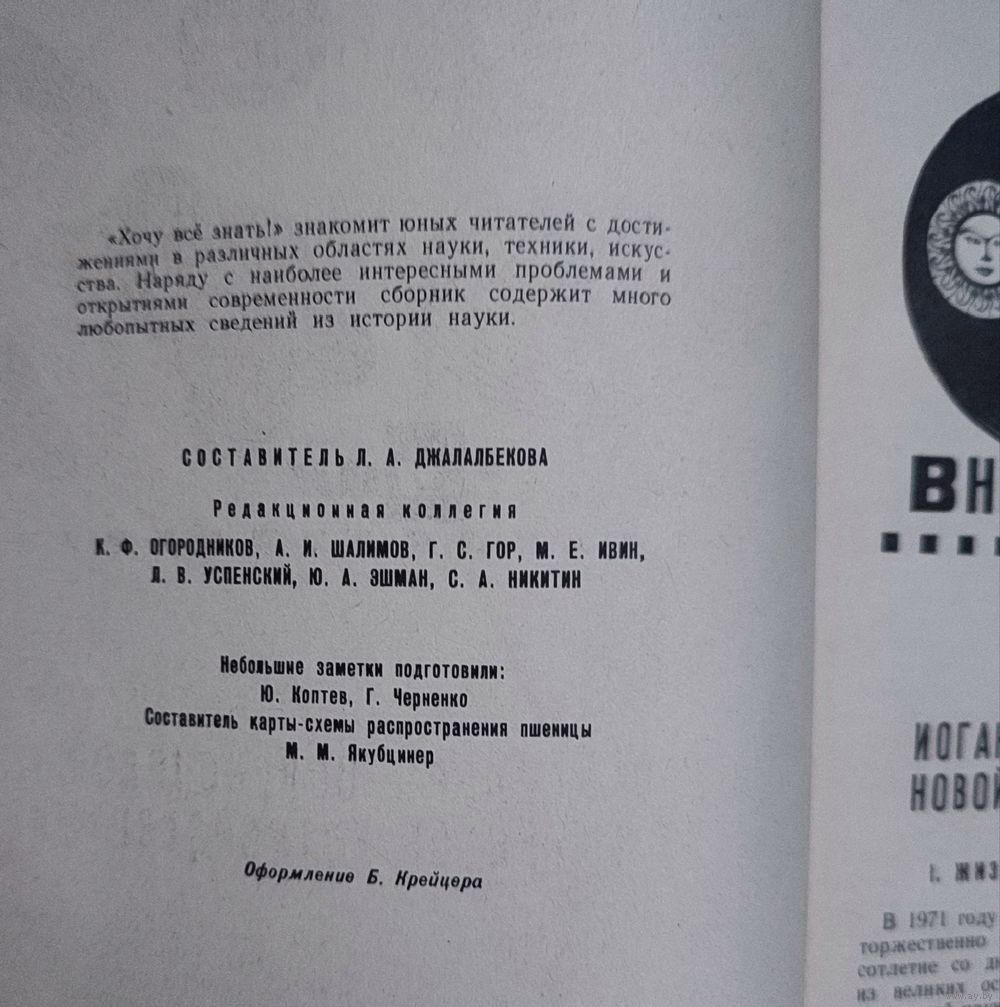 «Хочу всё знать!» знакомит юных читателей с дости-
жениями в различных областях науки, техники, искус-
ства. Наряду с наиболее интересными проблемами и
открытиями современности сборник содержит много
любопытных сведений из истории науки.
СОСТАВИТЕЛЬ Л. А. ДЖАЛАЛБЕКОВА
Редакционная коллегия
К. Ф. ОГОРОДНИКОВ, А. И. ШАЛИМОВ, Г. С. ГОР, М. Е. ИВИН,
Л. В. УСПЕНСКИЙ, Ю. А. ЭШМАН, С. А. НИКИТИН
Небольшие заметки подготовили:
Ю. Коптев, Г. Черненко
Составитель карты-схемы распространения пшеницы
М. М. Якубцинер
Оформление Б. Крейцера
ВН
ИОГА
НОВОЙ
I. ЖИЗ
В 1971 году
торжественно
сотлетие со
из великих